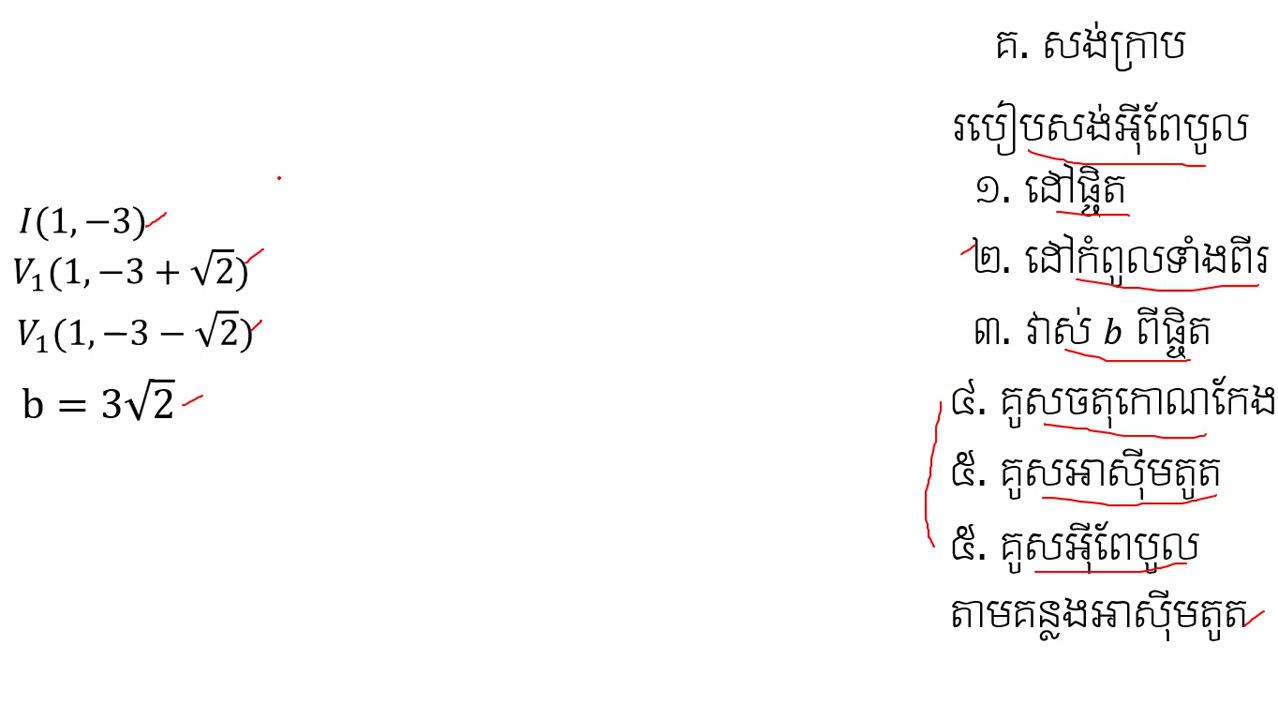 គ. សង់ក្រាប
របៀបសង់អ៊ីពែបូល
១. ដៅផ្ចិត
២. ដៅកំពូលទាំងពីរ
៣. វាស់ b ពីផ្ចិត
៤. គូសចតុកោណកែង
៥. គូសអាស៊ីមតូត
៥. គូសអ៊ីពែបូល
តាមគន្លងអាស៊ីមតូត
I(1, −3)
V₁(1, −3 + √2)
V₁(1, −3 − √2)
b = 3√2